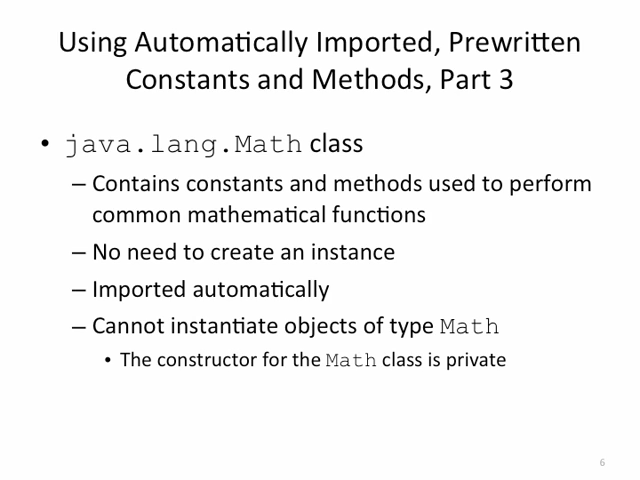 Using Automatically Imported, Prewritten
Constants and Methods, Part 3
• java.lang.Math class
– Contains constants and methods used to perform
common mathematical functions
– No need to create an instance
– Imported automatically
– Cannot instantiate objects of type Math
• The constructor for the Math class is private
6